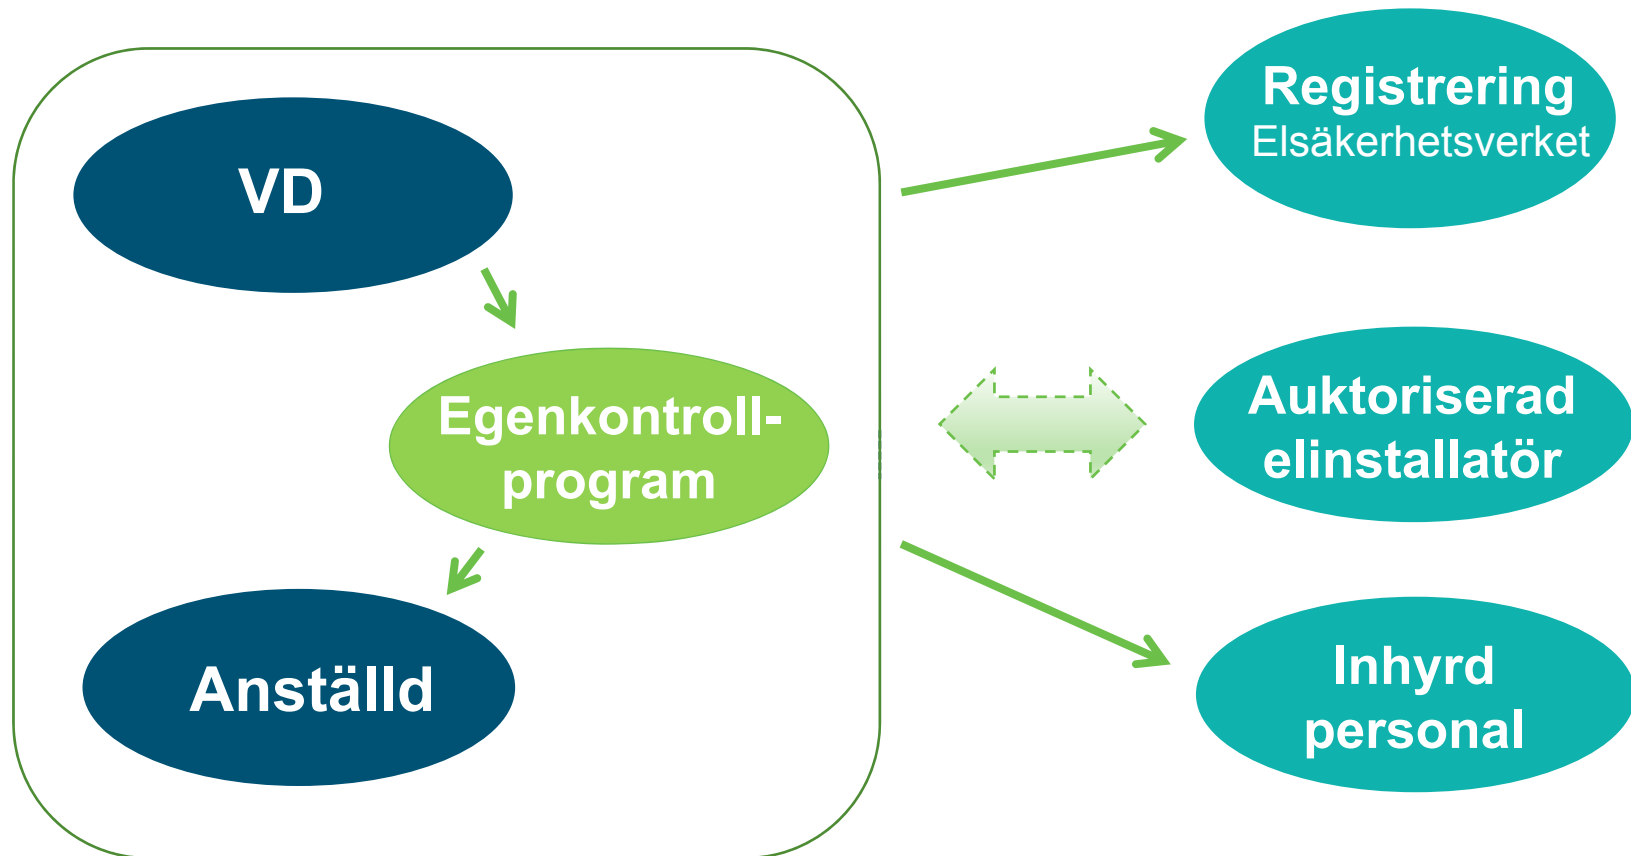 VD
Egenkontroll-
program
Anställd
Registrering
Elsäkerhetsverket
Auktoriserad
elinstallatör
Inhyrd
personal